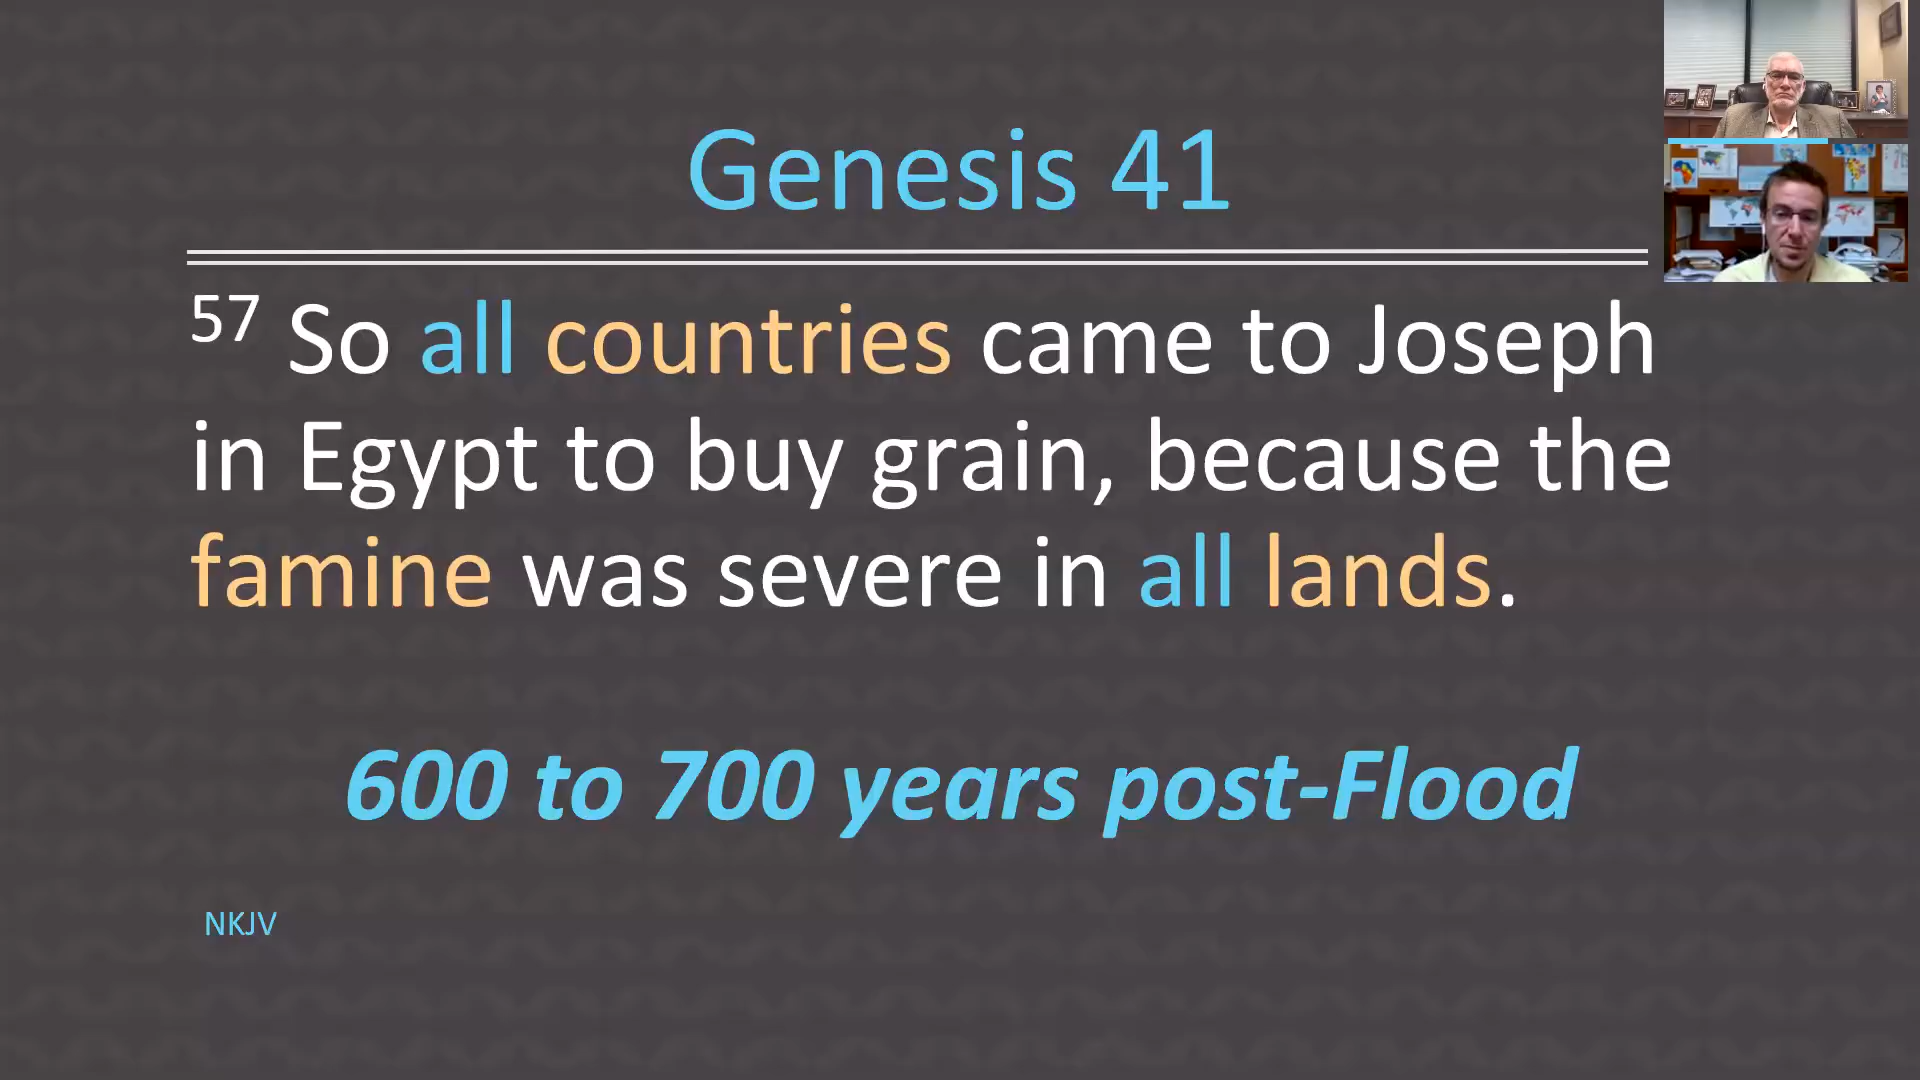 Genesis 41
57 So all countries came to Joseph
in Egypt to buy grain, because the
famine was severe in all lands.
600 to 700 years post-Flood
NKJV